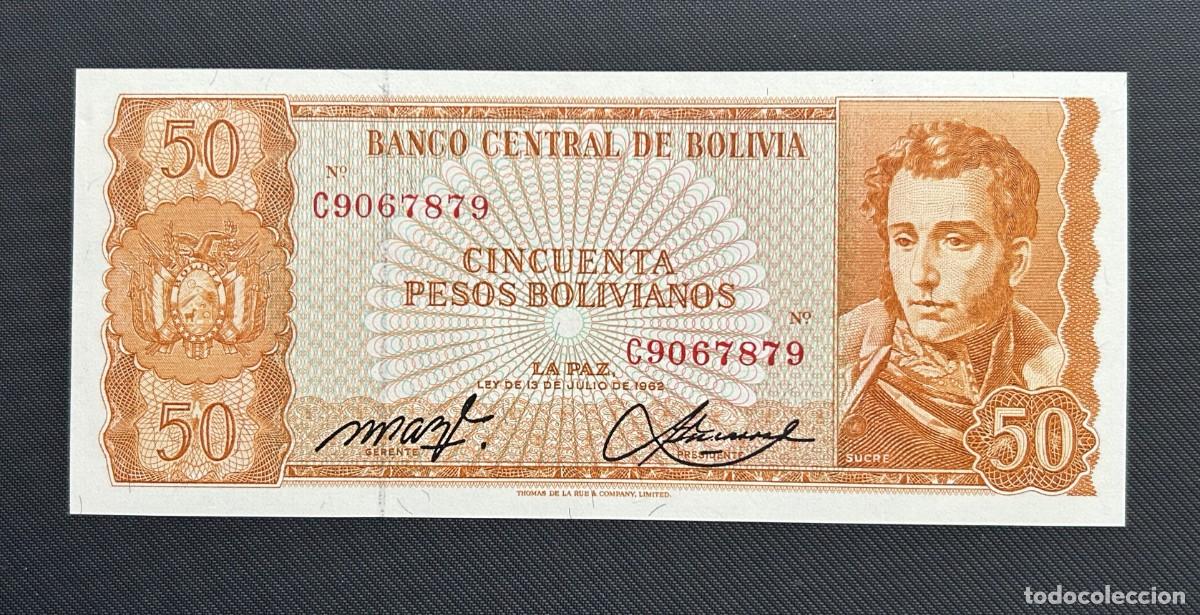 50
BANCO CENTRAL DE BOLIVIA
Nº
C9067879
CINCUENTA
PESOS BOLIVIANOS
Nº
C9067879
LA PAZ,
LEY DE 13 DE JULIO DE 1962
50
GERENTE
PRESIDENTE
SUCRE
50
THOMAS DE LA RUE & COMPANY, LIMITED.
todocoleccion